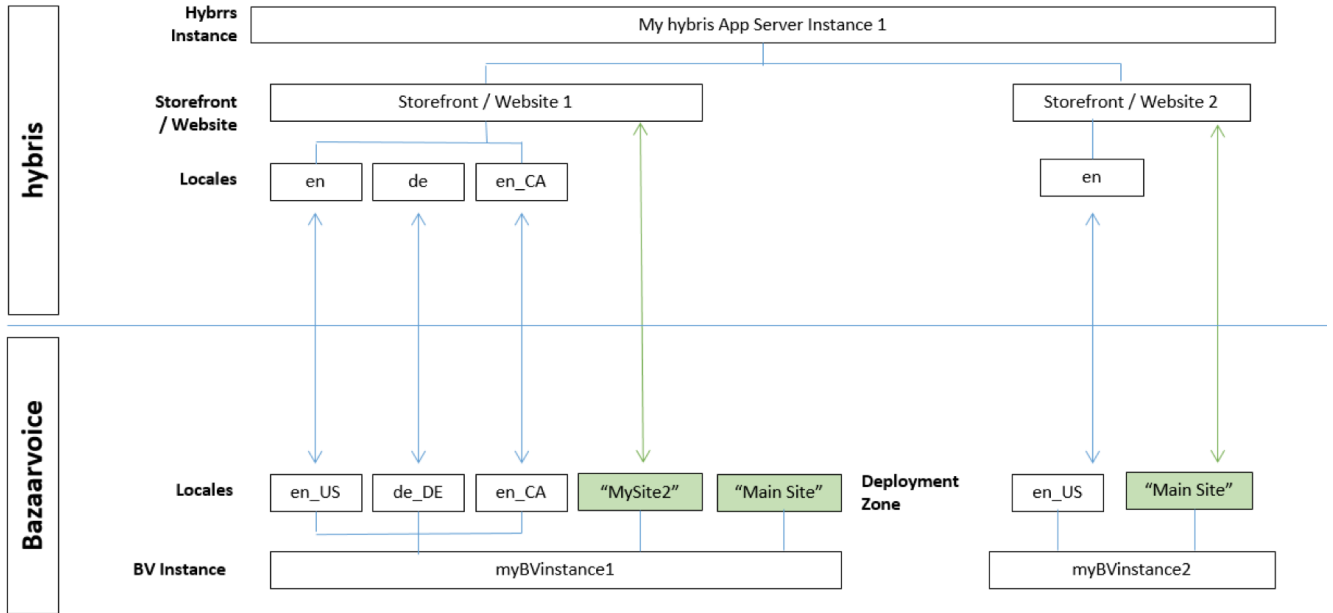 hybris
Hybrrs
Instance
My hybris App Server Instance 1
Storefront
/ Website
Storefront / Website 1
Storefront / Website 2
Locales
en
de
en_CA
en
Bazaarvoice
Locales
en_US
de_DE
en_CA
“MySite2”
“Main Site”
Deployment
Zone
en_US
“Main Site”
BV Instance
myBVinstance1
myBVinstance2